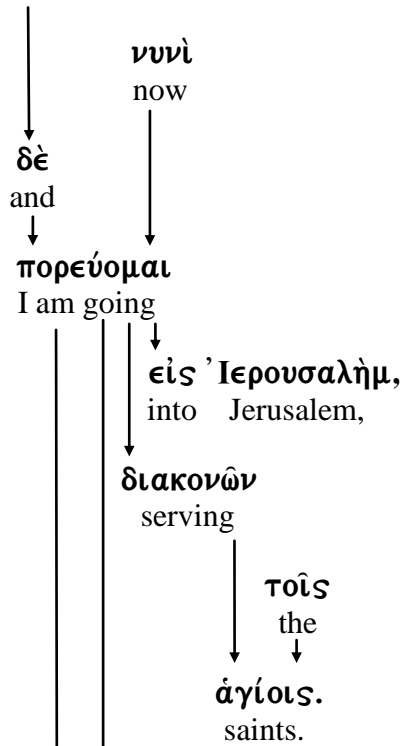 νυνὶ
now
δὲ
and
πορεύομαι
I am going
εἰς Ἰερουσαλὴμ,
into Jerusalem,
διακονῶν
serving
τοῖς
the
ἁγίοις.
saints.